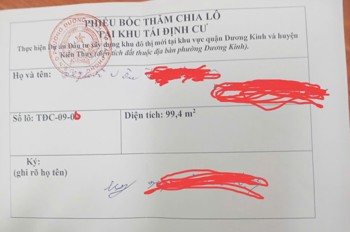 PHIẾU BỐC THĂM CHIA LÔ
TẠI KHU TÁI ĐỊNH CƯ
Thực hiện Dự án Đầu tư xây dựng khu đô thị mới tại khu vực quận Dương Kinh và huyện
Kiến Thụy (diện tích đất thuộc địa bàn phường Dương Kinh).
Họ và tên:
Số lô: TĐC-09-0
Diện tích: 99,4 m²
Ký:
(ghi rõ họ tên)